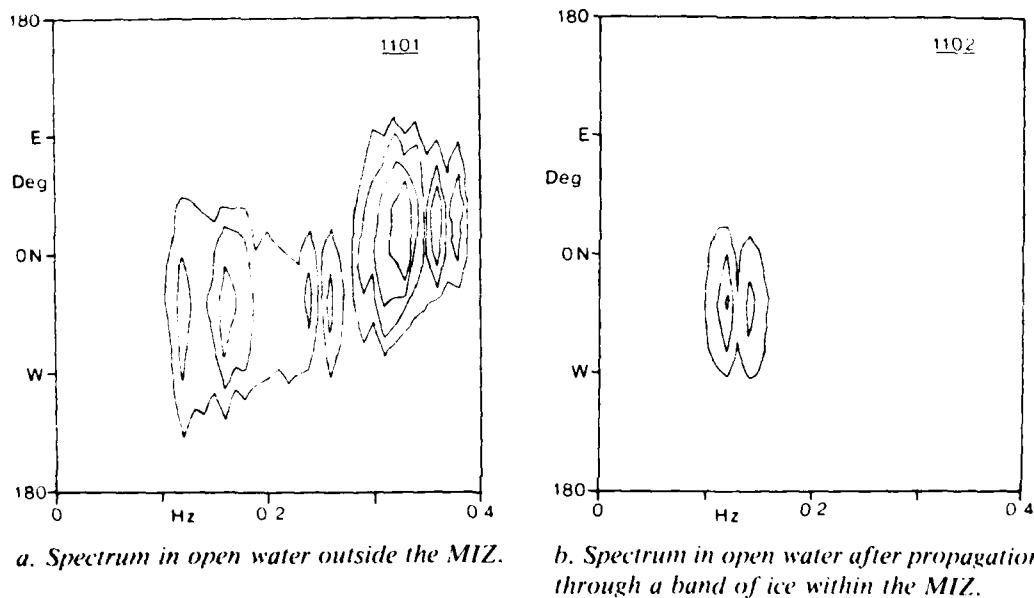 180
1101
E
Deg
0N
W
180
0
Hz
0 2
0 4
180
1102
E
Deg
0N
W
180
0
Hz
0 2
0 4
a. Spectrum in open water outside the MIZ.
b. Spectrum in open water after propagation
through a band of ice within the MIZ.